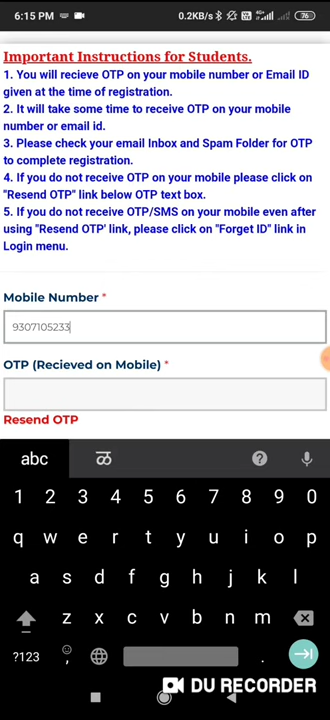 6:15 PM
0.2KB/s
76
Important Instructions for Students.
1. You will recieve OTP on your mobile number or Email ID
given at the time of registration.
2. It will take some time to receive OTP on your mobile
number or email id.
3. Please check your email Inbox and Spam Folder for OTP
to complete registration.
4. If you do not receive OTP on your mobile please click on
"Resend OTP" link below OTP text box.
5. If you do not receive OTP/SMS on your mobile even after
using "Resend OTP' link, please click on "Forget ID" link in
Login menu.
Mobile Number *
9307105233
OTP (Recieved on Mobile) *
Resend OTP
abc
1 2 3 4 5 6 7 8 9 0
q w e r t y u i o p
a s d f g h j k l
z x c v b n m
?123 , .
DU RECORDER